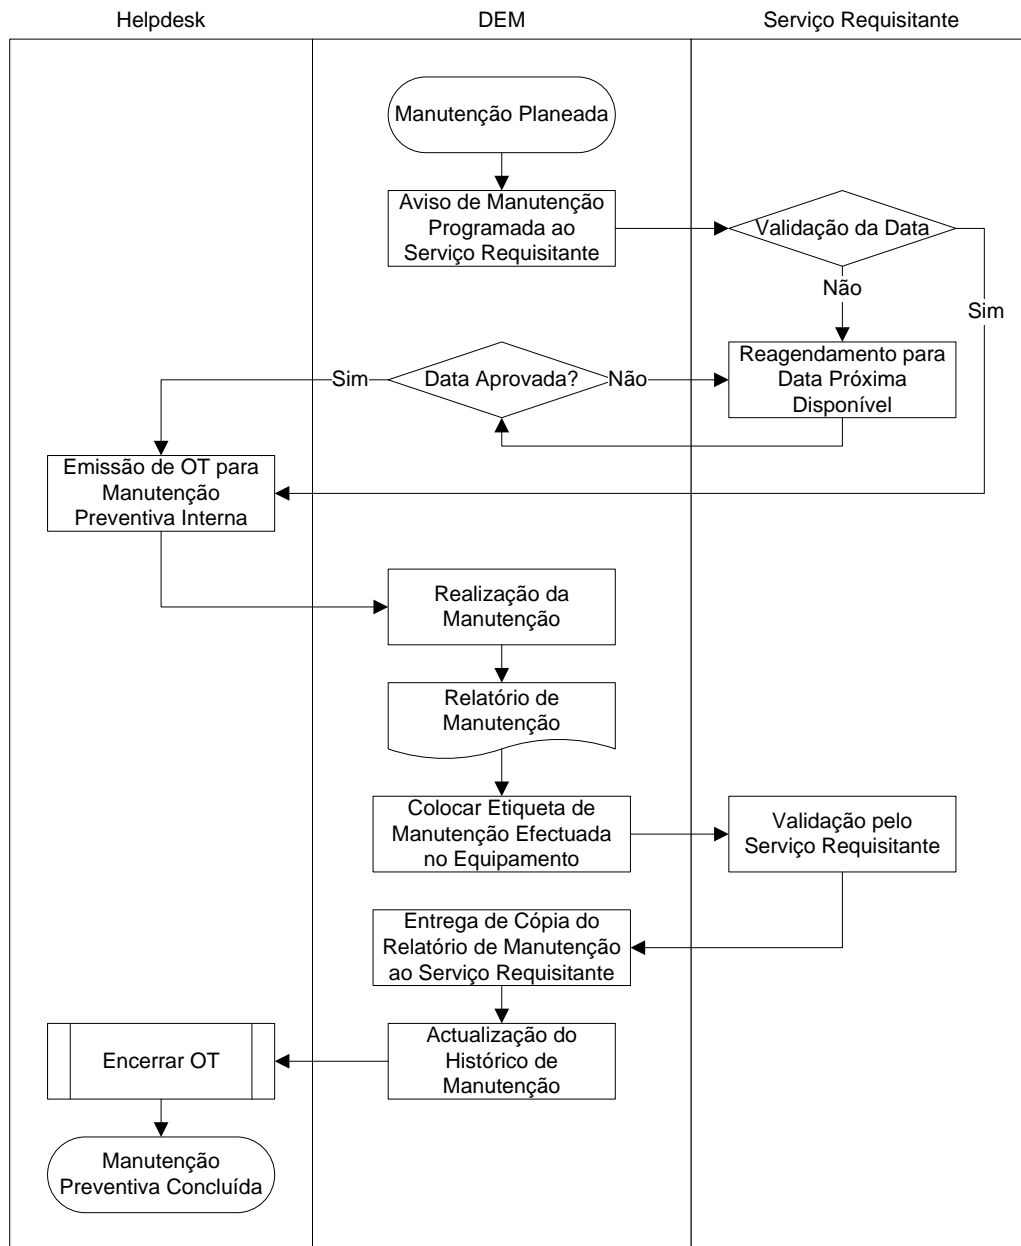 Helpdesk
DEM
Serviço Requisitante
Manutenção Planeada
Aviso de Manutenção
Programada ao
Serviço Requisitante
Validação da Data
Não
Sim
Reagendamento para
Data Próxima
Disponível
Sim
Data Aprovada?
Não
Emissão de OT para
Manutenção
Preventiva Interna
Realização da
Manutenção
Relatório de
Manutenção
Colocar Etiqueta de
Manutenção Efectuada
no Equipamento
Validação pelo
Serviço Requisitante
Entrega de Cópia do
Relatório de Manutenção
ao Serviço Requisitante
Actualização do
Histórico de
Manutenção
Encerrar OT
Manutenção
Preventiva Concluída